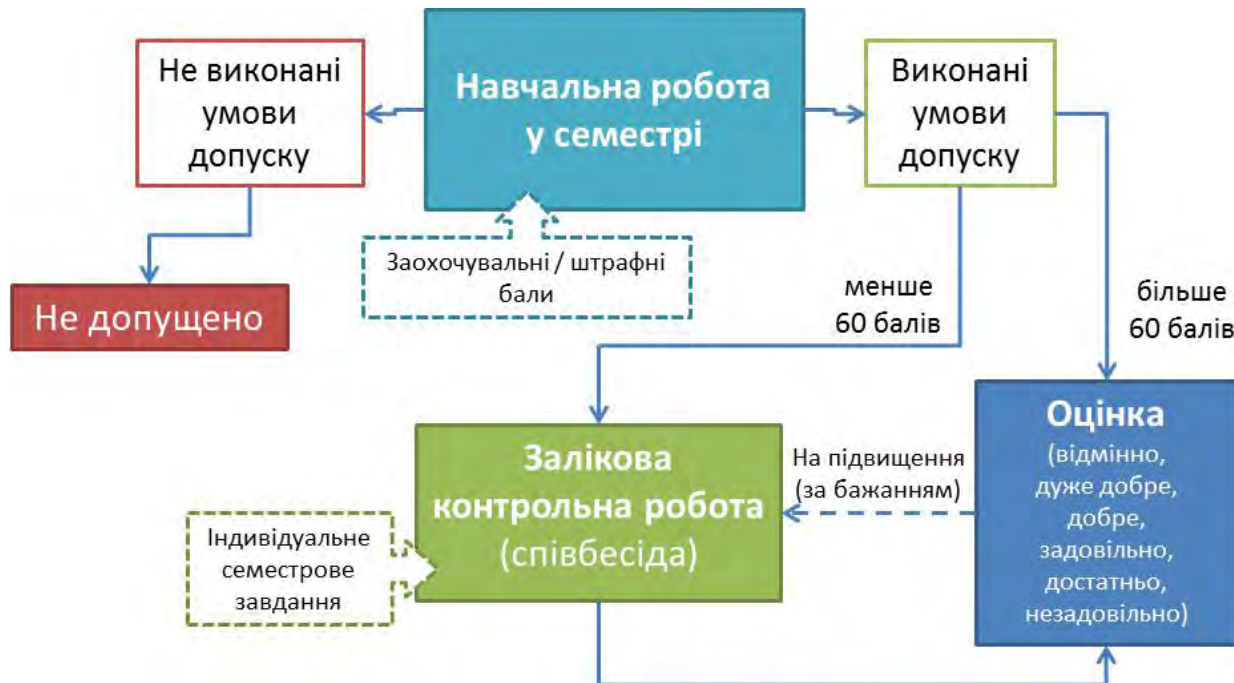 Не виконані
умови
допуску
Навчальна робота
у семестрі
Виконані
умови
допуску
Заохочувальні / штрафні
бали
Не допущено
менше
60 балів
більше
60 балів
Залікова
контрольна робота
(співбесіда)
На підвищення
(за бажанням)
Оцінка
(відмінно,
дуже добре,
добре,
задовільно,
достатньо,
незадовільно)
Індивідуальне
семестрове
завдання